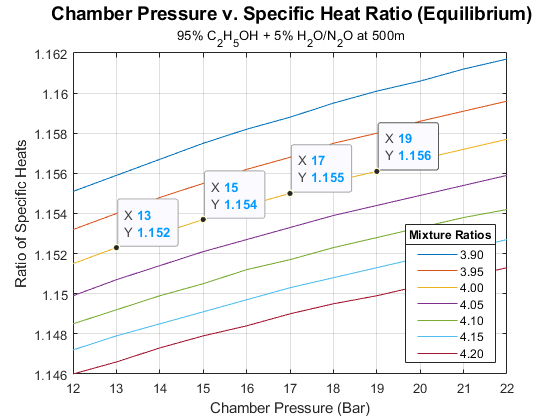 Chamber Pressure v. Specific Heat Ratio (Equilibrium)
95% C2H5OH + 5% H2O/N2O at 500m
Ratio of Specific Heats
1.162
1.16
1.158
1.156
1.154
1.152
1.15
1.148
1.146
X 13
Y 1.152
X 15
Y 1.154
X 17
Y 1.155
X 19
Y 1.156
Mixture Ratios
3.90
3.95
4.00
4.05
4.10
4.15
4.20
12 13 14 15 16 17 18 19 20 21 22
Chamber Pressure (Bar)